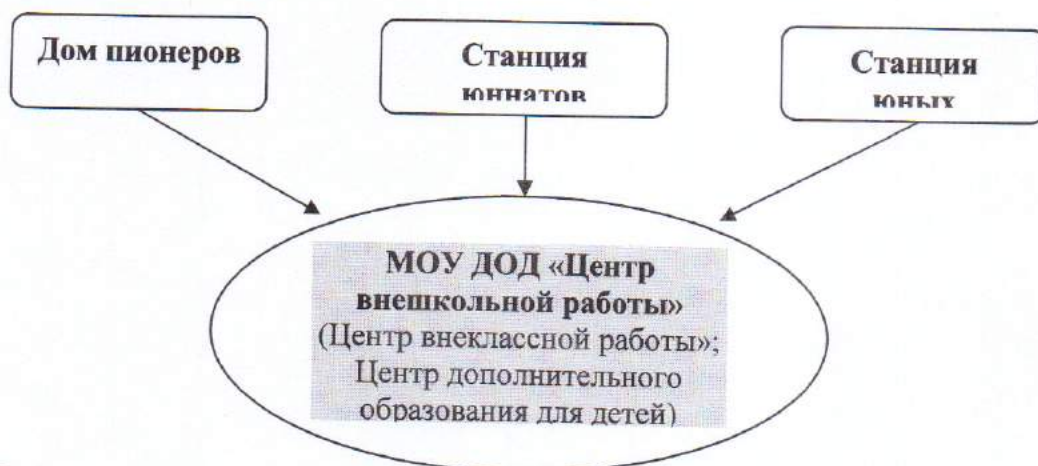 Дом пионеров
Станция
юннатов
Станция
юных
МОУ ДОД «Центр
внешкольной работы»
(Центр внеклассной работы»;
Центр дополнительного
образования для детей)